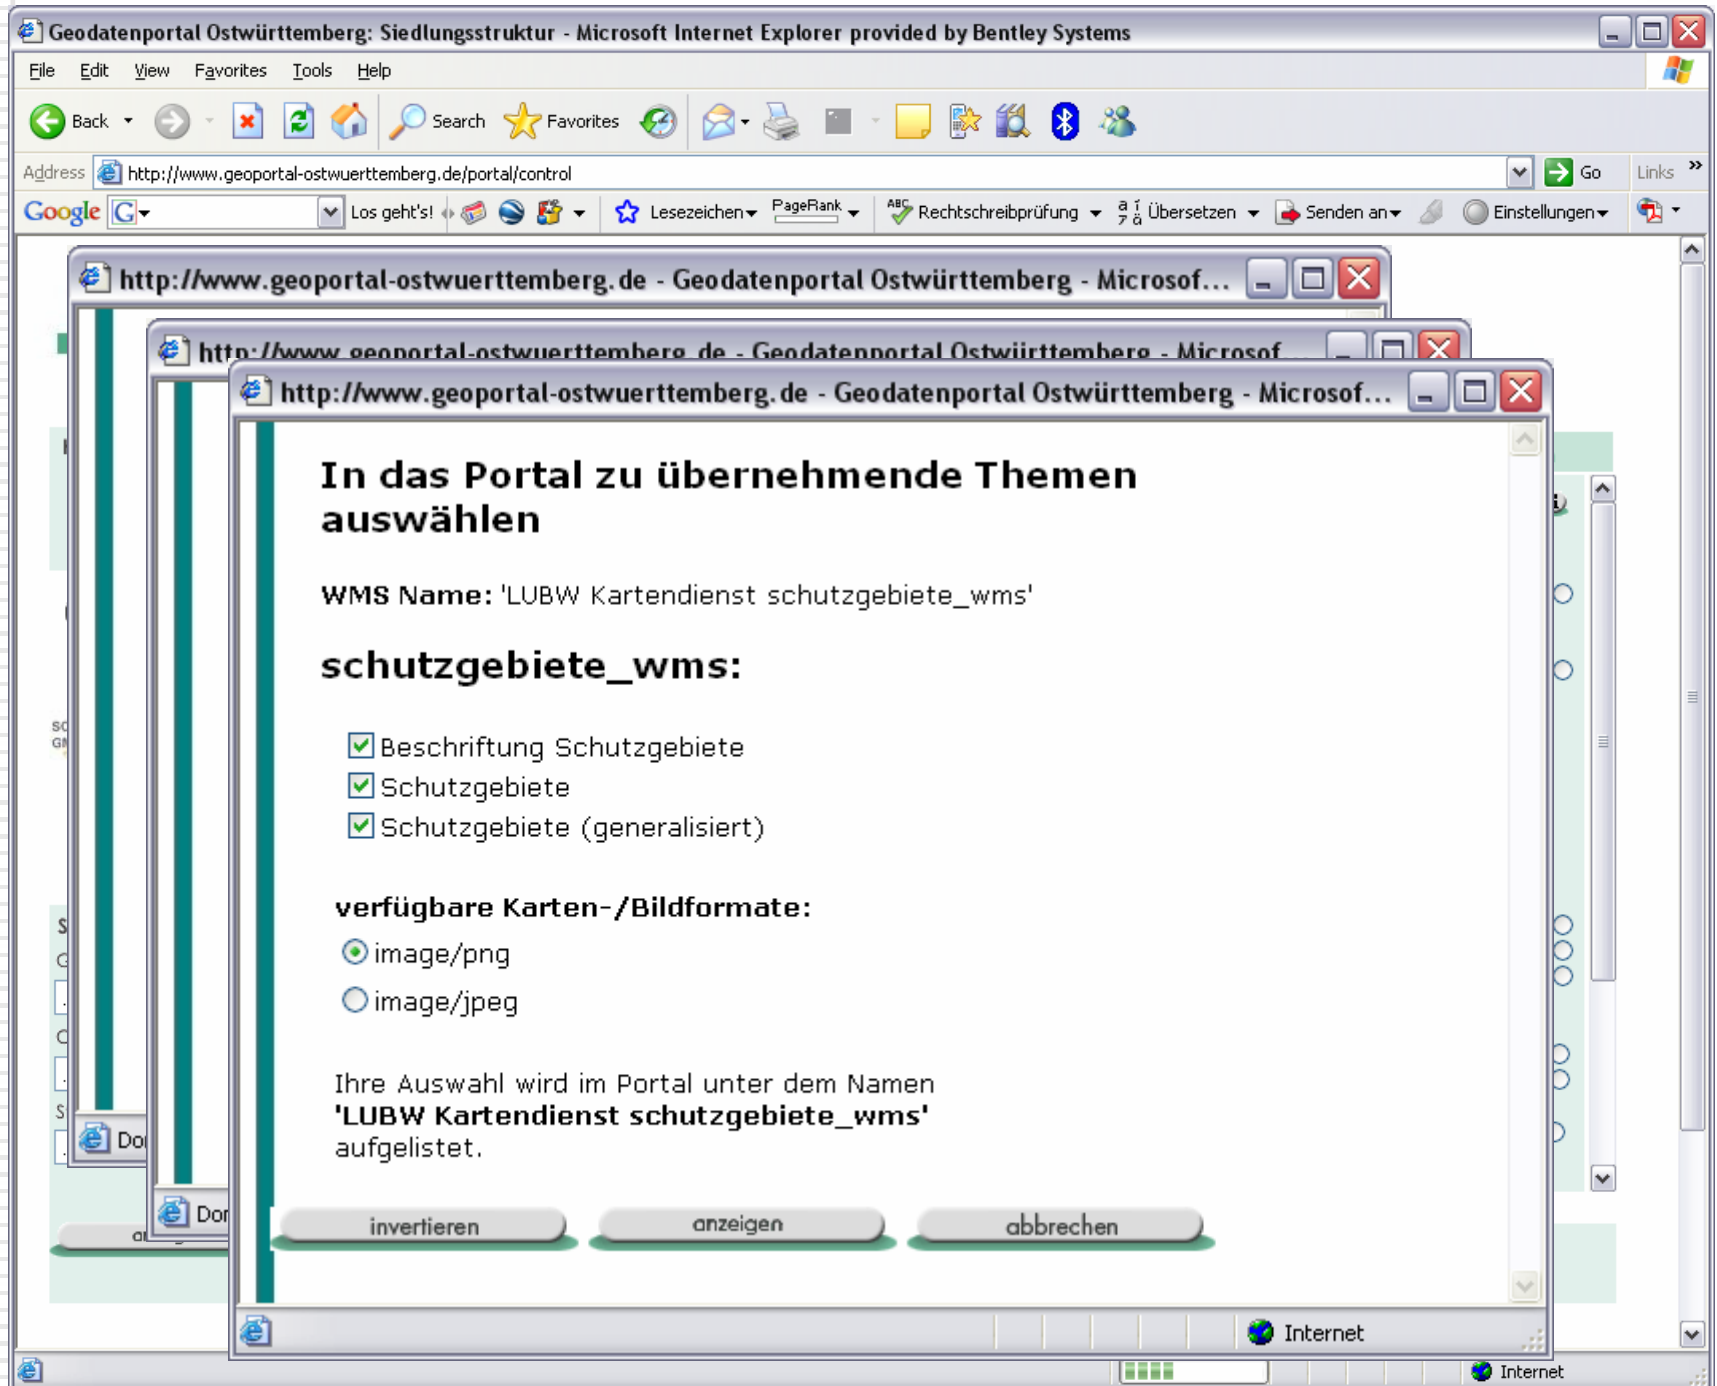 Geodatenportal Ostwürttemberg: Siedlungsstruktur - Microsoft Internet Explorer provided by Bentley Systems
File Edit View Favorites Tools Help
Back Search Favorites
Address http://www.geoportal-ostwuerttemberg.de/portal/control Go Links »
Google G Los geht's! Lesezeichen PageRank ABC Rechtschreibprüfung Übersetzen Senden an Einstellungen
http://www.geoportal-ostwuerttemberg.de - Geodatenportal Ostwürttemberg - Microsof...
http://www.geoportal-ostwuerttemberg.de - Geodatenportal Ostwürttemberg - Microsof...
http://www.geoportal-ostwuerttemberg.de - Geodatenportal Ostwürttemberg - Microsof...
In das Portal zu übernehmende Themen
auswählen
WMS Name: 'LUBW Kartendienst schutzgebiete_wms'
schutzgebiete_wms:
Beschriftung Schutzgebiete
Schutzgebiete
Schutzgebiete (generalisiert)
verfügbare Karten-/Bildformate:
image/png
image/jpeg
Ihre Auswahl wird im Portal unter dem Namen
'LUBW Kartendienst schutzgebiete_wms'
aufgelistet.
invertieren anzeigen abbrechen
Internet
Internet